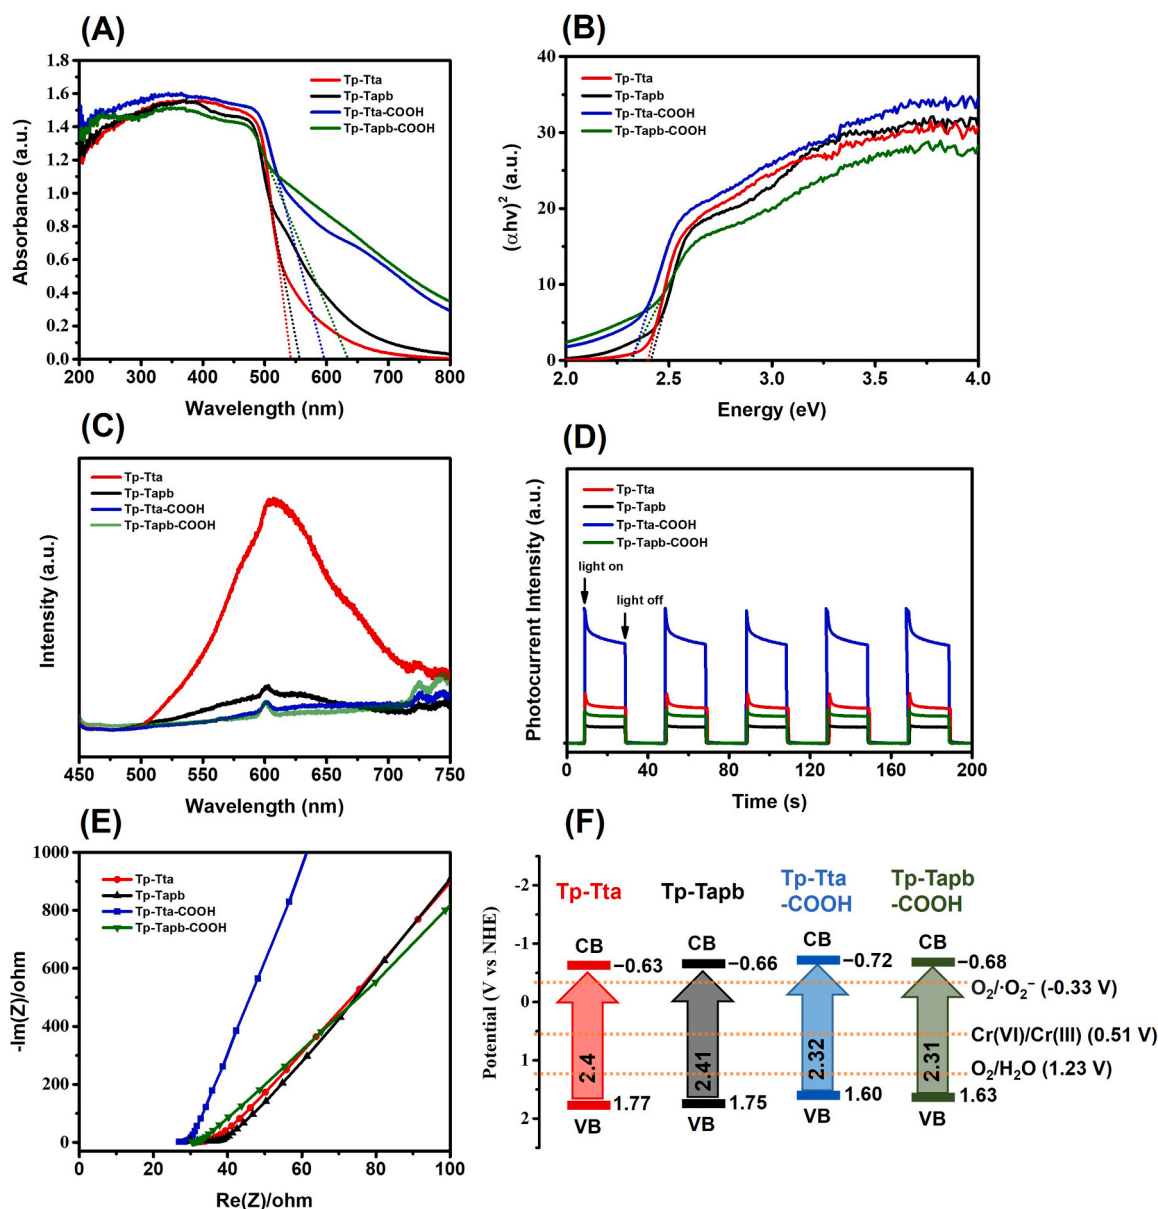 (A)
1.8
1.6
1.4
1.2
1.0
0.8
0.6
0.4
0.2
0.0
200 300 400 500 600 700 800
Absorbance (a.u.)
Wavelength (nm)
Tp-Tta
Tp-Tapb
Tp-Tta-COOH
Tp-Tapb-COOH
(B)
40
30
20
10
0
2.0 2.5 3.0 3.5 4.0
(αhv)² (a.u.)
Energy (eV)
Tp-Tta
Tp-Tapb
Tp-Tta-COOH
Tp-Tapb-COOH
(C)
Tp-Tta
Tp-Tapb
Tp-Tta-COOH
Tp-Tapb-COOH
Intensity (a.u.)
450 500 550 600 650 700 750
Wavelength (nm)
(D)
Tp-Tta
Tp-Tapb
Tp-Tta-COOH
Tp-Tapb-COOH
light on
light off
Photocurrent Intensity (a.u.)
0 40 80 120 160 200
Time (s)
(E)
1000
800
600
400
200
0
0 20 40 60 80 100
-Im(Z)/ohm
Re(Z)/ohm
Tp-Tta
Tp-Tapb
Tp-Tta-COOH
Tp-Tapb-COOH
(F)
Potential (V vs NHE)
-2
-1
0
1
2
Tp-Tta
CB
−0.63
2.4
1.77
VB
Tp-Tapb
CB
−0.66
2.41
1.75
VB
Tp-Tta
-COOH
CB
−0.72
2.32
1.60
VB
Tp-Tapb
-COOH
CB
−0.68
2.31
1.63
VB
O₂/·O₂⁻ (-0.33 V)
Cr(VI)/Cr(III) (0.51 V)
O₂/H₂O (1.23 V)